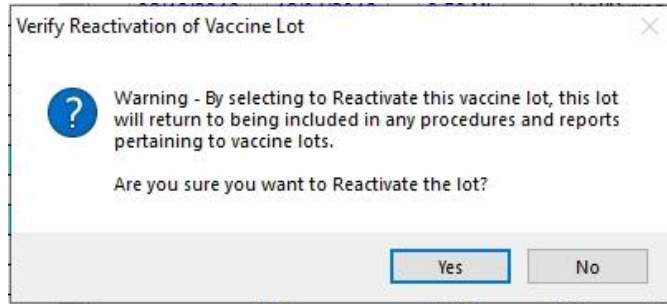 Verify Reactivation of Vaccine Lot
Warning - By selecting to Reactivate this vaccine lot, this lot
will return to being included in any procedures and reports
pertaining to vaccine lots.
Are you sure you want to Reactivate the lot?
Yes
No